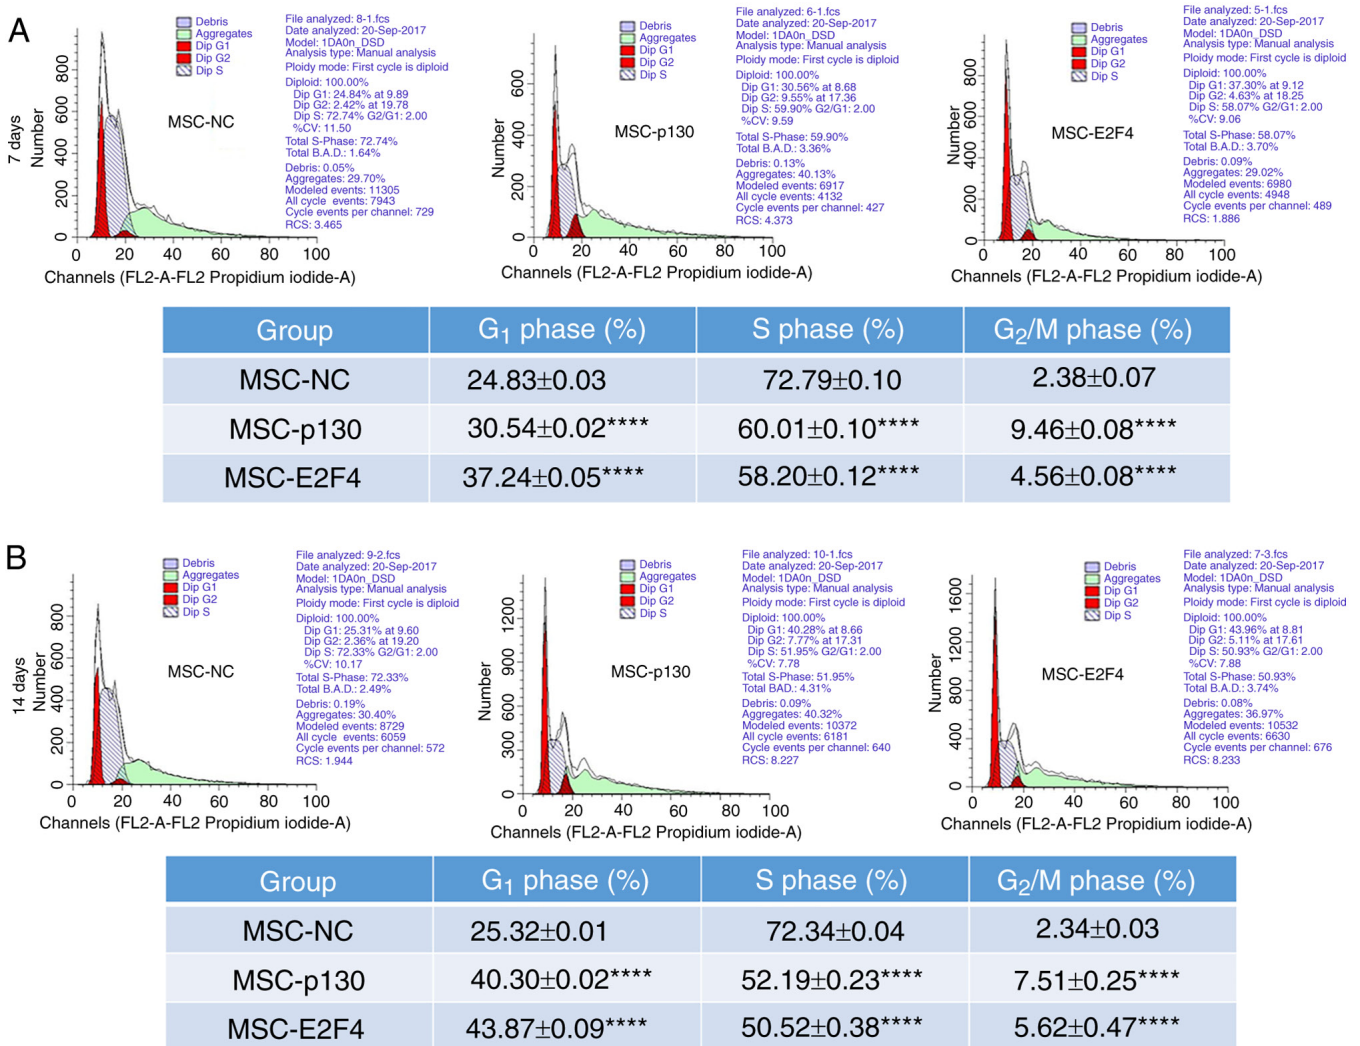 A
7 days
Number
800
600
400
200
0
0 20 40 60 80 100
Channels (FL2-A-FL2 Propidium iodide-A)
Debris
Aggregates
Dip G1
Dip G2
Dip S
MSC-NC
File analyzed: 8-1.fcs
Date analyzed: 20-Sep-2017
Model: 1DA0n_DSD
Analysis type: Manual analysis
Ploidy mode: First cycle is diploid
Diploid: 100.00%
Dip G1: 24.84% at 9.89
Dip G2: 2.42% at 19.78
Dip S: 72.74% G2/G1: 2.00
%CV: 11.50
Total S-Phase: 72.74%
Total B.A.D.: 1.64%
Debris: 0.05%
Aggregates: 29.70%
Modeled events: 11305
All cycle events: 7943
Cycle events per channel: 729
RCS: 3.465
Number
800
600
400
200
0
0 20 40 60 80 100
Channels (FL2-A-FL2 Propidium iodide-A)
Debris
Aggregates
Dip G1
Dip G2
Dip S
MSC-p130
File analyzed: 6-1.fcs
Date analyzed: 20-Sep-2017
Model: 1DA0n_DSD
Analysis type: Manual analysis
Ploidy mode: First cycle is diploid
Diploid: 100.00%
Dip G1: 30.56% at 8.68
Dip G2: 9.55% at 17.36
Dip S: 59.90% G2/G1: 2.00
%CV: 9.59
Total S-Phase: 59.90%
Total B.A.D.: 3.36%
Debris: 0.13%
Aggregates: 40.13%
Modeled events: 6917
All cycle events: 4132
Cycle events per channel: 427
RCS: 4.373
Number
800
600
400
200
0
0 20 40 60 80 100
Channels (FL2-A-FL2 Propidium iodide-A)
Debris
Aggregates
Dip G1
Dip G2
Dip S
MSC-E2F4
File analyzed: 5-1.fcs
Date analyzed: 20-Sep-2017
Model: 1DA0n_DSD
Analysis type: Manual analysis
Ploidy mode: First cycle is diploid
Diploid: 100.00%
Dip G1: 37.30% at 9.12
Dip G2: 4.63% at 18.25
Dip S: 58.07% G2/G1: 2.00
%CV: 9.06
Total S-Phase: 58.07%
Total B.A.D.: 3.70%
Debris: 0.09%
Aggregates: 29.02%
Modeled events: 6980
All cycle events: 4948
Cycle events per channel: 489
RCS: 1.886
Group G1 phase (%) S phase (%) G2/M phase (%)
MSC-NC 24.83±0.03 72.79±0.10 2.38±0.07
MSC-p130 30.54±0.02**** 60.01±0.10**** 9.46±0.08****
MSC-E2F4 37.24±0.05**** 58.20±0.12**** 4.56±0.08****
B
14 days
Number
800
600
400
200
0
0 20 40 60 80 100
Channels (FL2-A-FL2 Propidium iodide-A)
Debris
Aggregates
Dip G1
Dip G2
Dip S
MSC-NC
File analyzed: 9-2.fcs
Date analyzed: 20-Sep-2017
Model: 1DA0n_DSD
Analysis type: Manual analysis
Ploidy mode: First cycle is diploid
Diploid: 100.00%
Dip G1: 25.31% at 9.60
Dip G2: 2.36% at 19.20
Dip S: 72.33% G2/G1: 2.00
%CV: 10.17
Total S-Phase: 72.33%
Total B.A.D.: 2.49%
Debris: 0.19%
Aggregates: 30.40%
Modeled events: 8729
All cycle events: 6059
Cycle events per channel: 572
RCS: 1.944
Number
1200
900
600
300
0
0 20 40 60 80 100
Channels (FL2-A-FL2 Propidium iodide-A)
Debris
Aggregates
Dip G1
Dip G2
Dip S
MSC-p130
File analyzed: 10-1.fcs
Date analyzed: 20-Sep-2017
Model: 1DA0n_DSD
Analysis type: Manual analysis
Ploidy mode: First cycle is diploid
Diploid: 100.00%
Dip G1: 40.28% at 8.66
Dip G2: 7.77% at 17.31
Dip S: 51.95% G2/G1: 2.00
%CV: 7.78
Total S-Phase: 51.95%
Total BAD.: 4.31%
Debris: 0.09%
Aggregates: 40.32%
Modeled events: 10372
All cycle events: 6181
Cycle events per channel: 640
RCS: 8.227
Number
1600
1200
800
400
0
0 20 40 60 80 100
Channels (FL2-A-FL2 Propidium iodide-A)
Debris
Aggregates
Dip G1
Dip G2
Dip S
MSC-E2F4
File analyzed: 7-3.fcs
Date analyzed: 20-Sep-2017
Model: 1DA0n_DSD
Analysis type: Manual analysis
Ploidy mode: First cycle is diploid
Diploid: 100.00%
Dip G1: 43.96% at 8.81
Dip G2: 5.11% at 17.61
Dip S: 50.93% G2/G1: 2.00
%CV: 7.88
Total S-Phase: 50.93%
Total B.A.D.: 3.74%
Debris: 0.08%
Aggregates: 36.97%
Modeled events: 10532
All cycle events: 6630
Cycle events per channel: 676
RCS: 8.233
Group G1 phase (%) S phase (%) G2/M phase (%)
MSC-NC 25.32±0.01 72.34±0.04 2.34±0.03
MSC-p130 40.30±0.02**** 52.19±0.23**** 7.51±0.25****
MSC-E2F4 43.87±0.09**** 50.52±0.38**** 5.62±0.47****